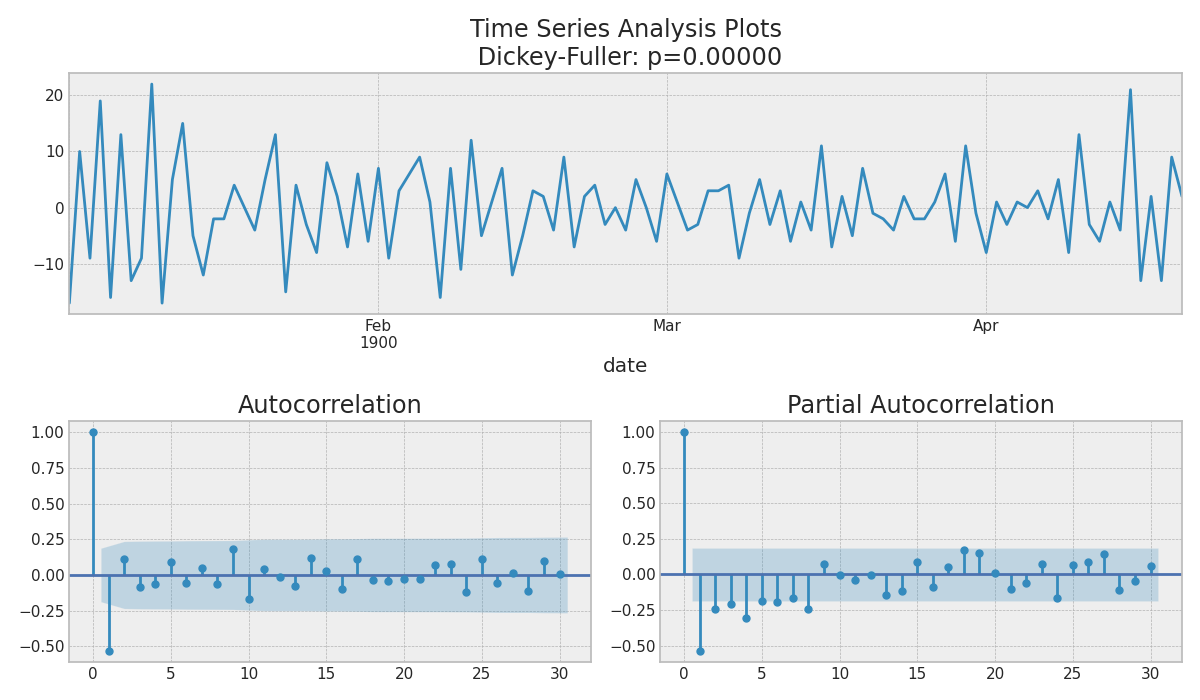 Time Series Analysis Plots
Dickey-Fuller: p=0.00000
20
10
0
−10
Feb
1900
Mar
Apr
date
Autocorrelation
1.00
0.75
0.50
0.25
0.00
−0.25
−0.50
0 5 10 15 20 25 30
Partial Autocorrelation
1.00
0.75
0.50
0.25
0.00
−0.25
−0.50
0 5 10 15 20 25 30